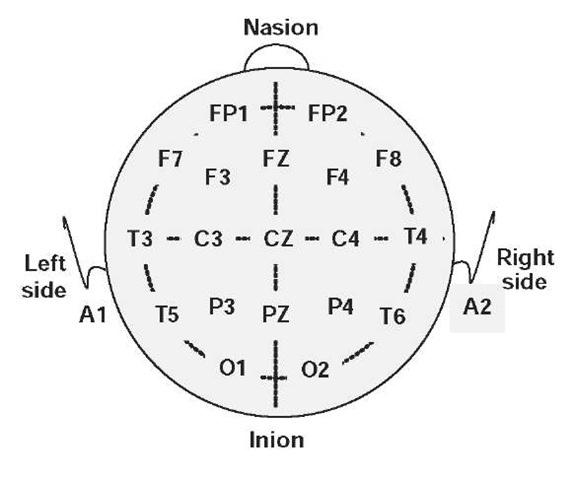 Nasion
FP1 FP2
F7 F3 FZ F4 F8
T3 C3 CZ C4 T4
Left side
Right side
A1 T5 P3 PZ P4 T6 A2
O1 O2
Inion